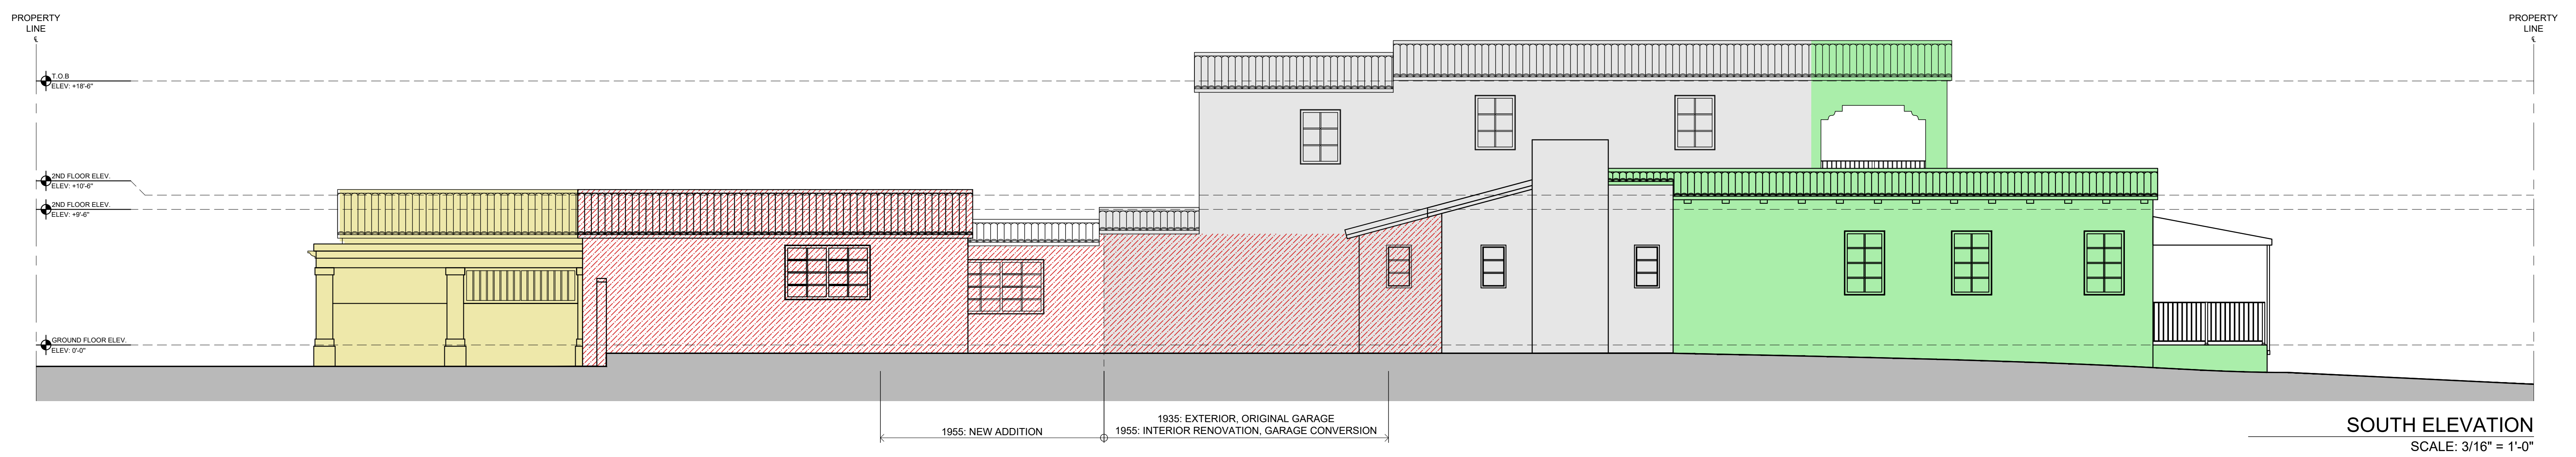 PROPERTY
LINE
℄
PROPERTY
LINE
℄
T.O.B
ELEV: +18'-6"
2ND FLOOR ELEV.
ELEV: +10'-6"
2ND FLOOR ELEV.
ELEV: +9'-6"
GROUND FLOOR ELEV.
ELEV: 0'-0"
1955: NEW ADDITION
1935: EXTERIOR, ORIGINAL GARAGE
1955: INTERIOR RENOVATION, GARAGE CONVERSION
SOUTH ELEVATION
SCALE: 3/16" = 1'-0"